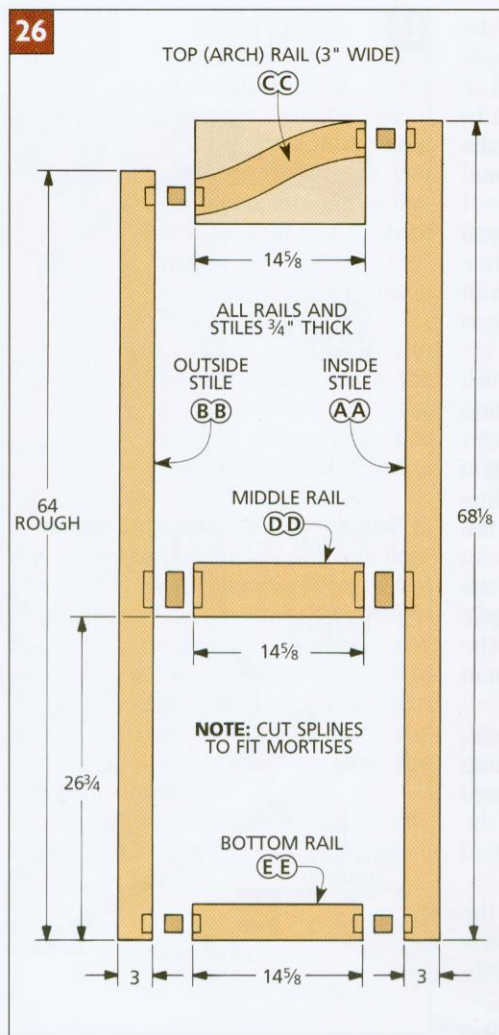 26
TOP (ARCH) RAIL (3" WIDE)
CC
14⅝
ALL RAILS AND
STILES ¾" THICK
OUTSIDE
STILE
BB
INSIDE
STILE
AA
64
ROUGH
68⅛
MIDDLE RAIL
DD
14⅝
NOTE: CUT SPLINES
TO FIT MORTISES
26¾
BOTTOM RAIL
EE
3
14⅝
3